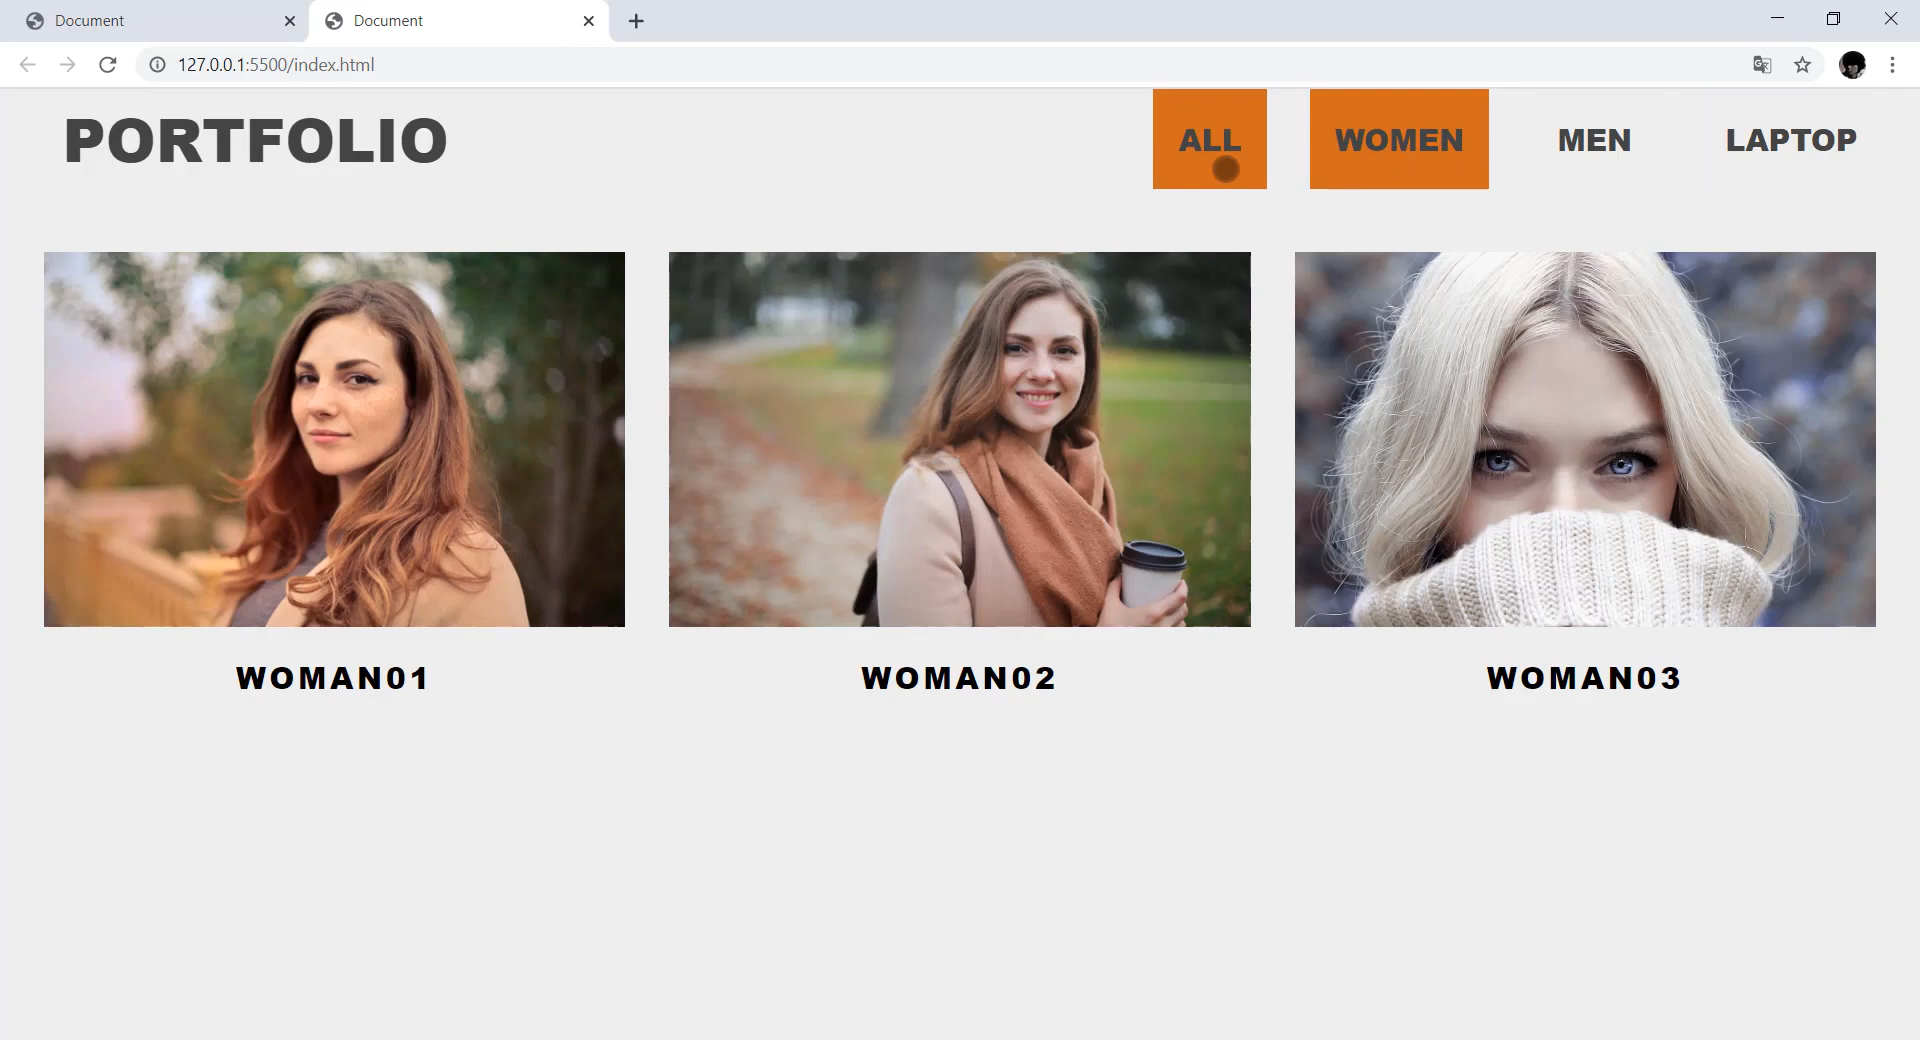 Document
Document
127.0.0.1:5500/index.html
PORTFOLIO
ALL
WOMEN
MEN
LAPTOP
WOMAN01
WOMAN02
WOMAN03